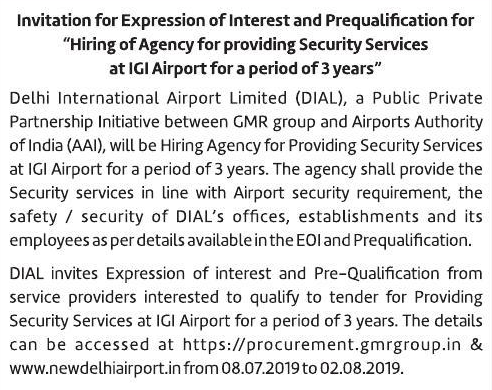 Invitation for Expression of Interest and Prequalification for
“Hiring of Agency for providing Security Services
at IGI Airport for a period of 3 years”
Delhi International Airport Limited (DIAL), a Public Private
Partnership Initiative between GMR group and Airports Authority
of India (AAI), will be Hiring Agency for Providing Security Services
at IGI Airport for a period of 3 years. The agency shall provide the
Security services in line with Airport security requirement, the
safety / security of DIAL’s offices, establishments and its
employees as per details available in the EOI and Prequalification.
DIAL invites Expression of interest and Pre-Qualification from
service providers interested to qualify to tender for Providing
Security Services at IGI Airport for a period of 3 years. The details
can be accessed at https://procurement.gmrgroup.in &
www.newdelhiairport.in from 08.07.2019 to 02.08.2019.